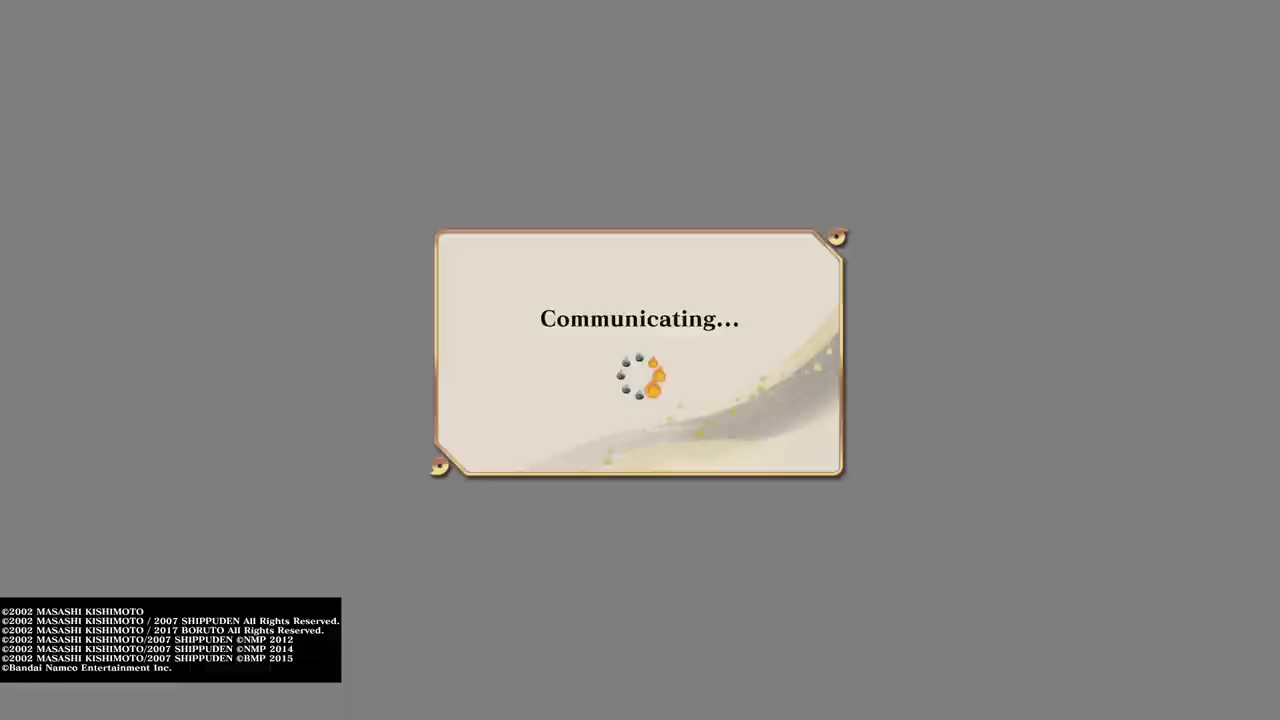 Communicating...
©2002 MASASHI KISHIMOTO
©2002 MASASHI KISHIMOTO / 2007 SHIPPUDEN All Rights Reserved.
©2002 MASASHI KISHIMOTO / 2017 BORUTO All Rights Reserved.
©2002 MASASHI KISHIMOTO/2007 SHIPPUDEN ©NMP 2012
©2002 MASASHI KISHIMOTO/2007 SHIPPUDEN ©NMP 2014
©2002 MASASHI KISHIMOTO/2007 SHIPPUDEN ©BMP 2015
©Bandai Namco Entertainment Inc.